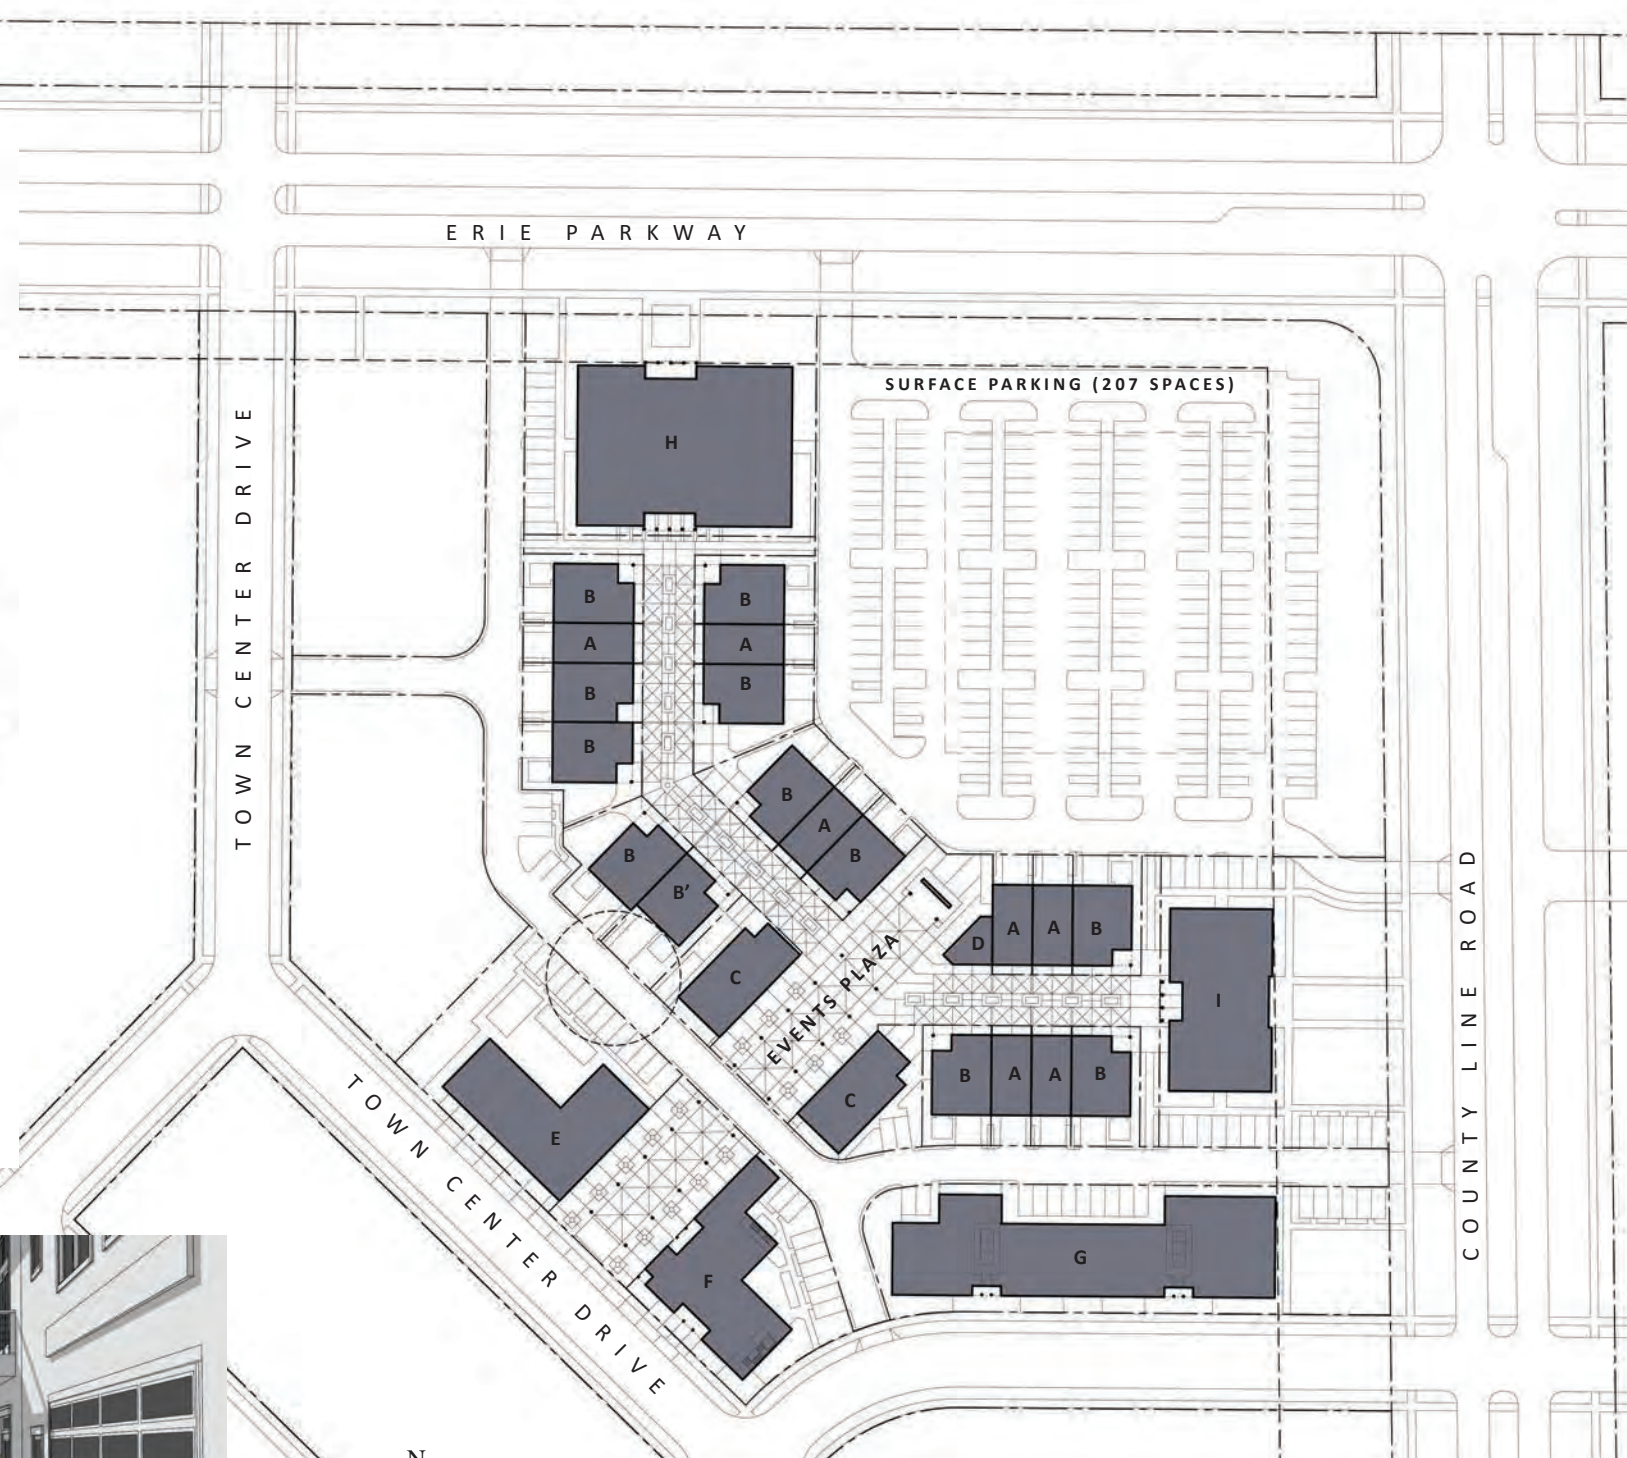 ERIE PARKWAY
SURFACE PARKING (207 SPACES)
TOWN CENTER DRIVE
H
B
B
A
A
B
B
B
B
A
B
B
B'
D
A
A
B
C
EVENTS PLAZA
I
COUNTY LINE ROAD
B
A
A
B
C
E
TOWN CENTER DRIVE
G
F
N